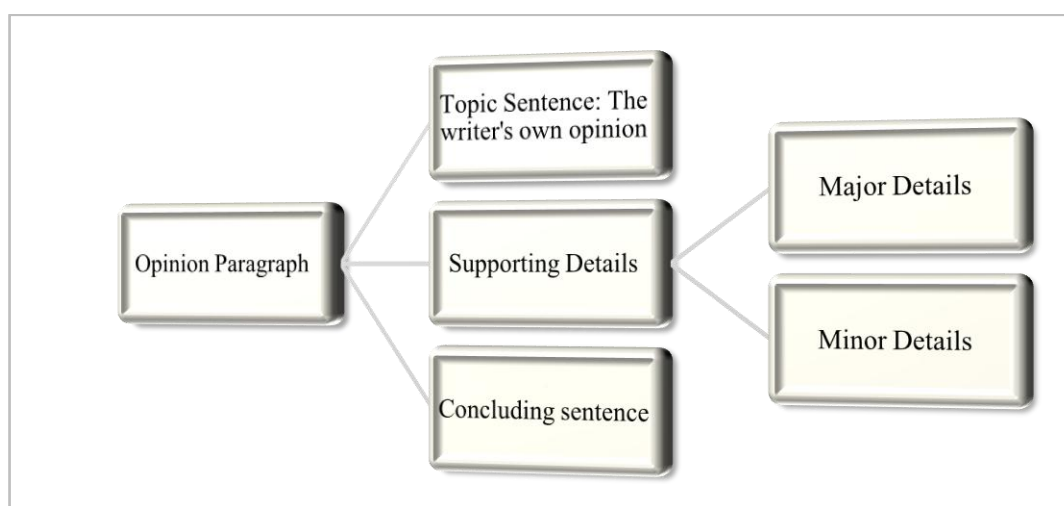 Opinion Paragraph
Topic Sentence: The
writer's own opinion
Supporting Details
Concluding sentence
Major Details
Minor Details